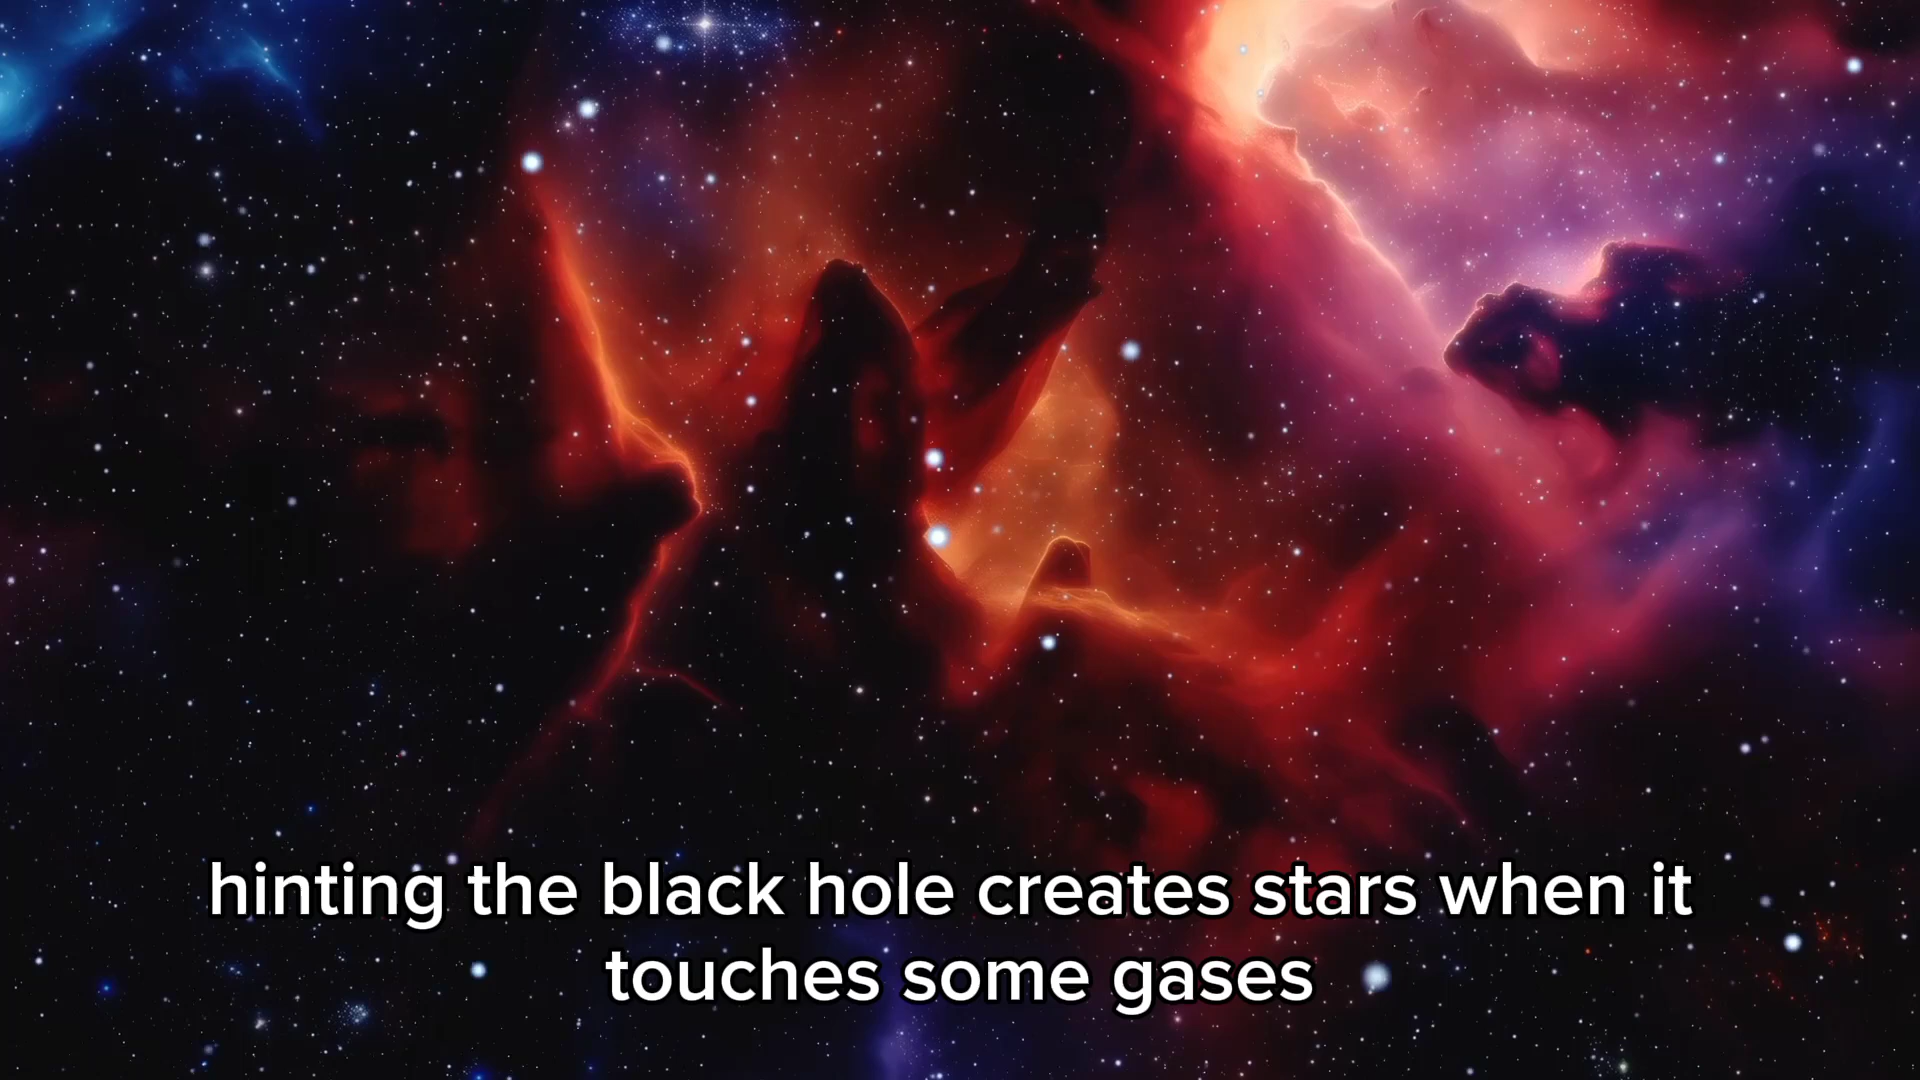 hinting the black hole creates stars when it
touches some gases